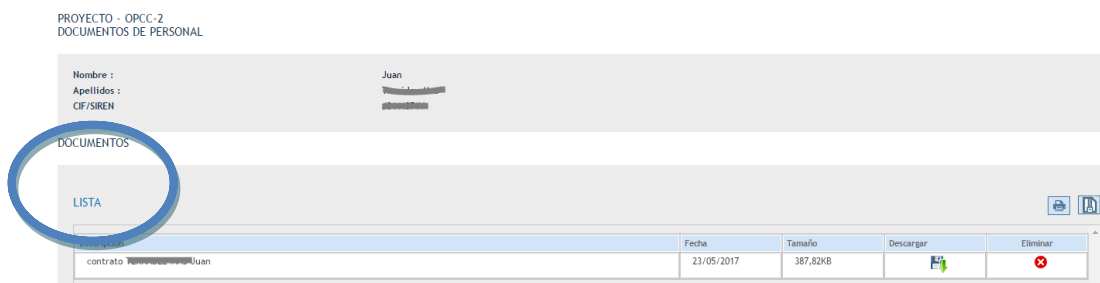 PROYECTO - OPCC-2
DOCUMENTOS DE PERSONAL
Nombre : Juan
Apellidos :
CIF/SIREN
DOCUMENTOS
LISTA
Descripción Fecha Tamaño Descargar Eliminar
contrato Juan 23/05/2017 387,82KB